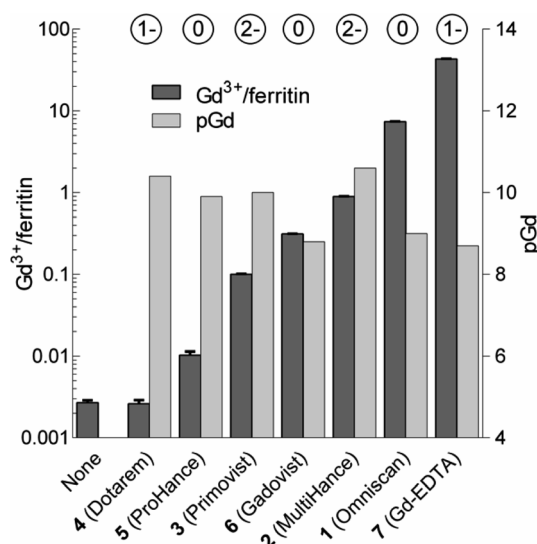 100
10
1
0.1
0.01
0.001
Gd³⁺/ferritin
1-
0
2-
0
2-
0
1-
Gd³⁺/ferritin
pGd
14
12
10
8
6
4
pGd
None
4 (Dotarem)
5 (ProHance)
3 (Primovist)
6 (Gadovist)
2 (MultiHance)
1 (Omniscan)
7 (Gd-EDTA)